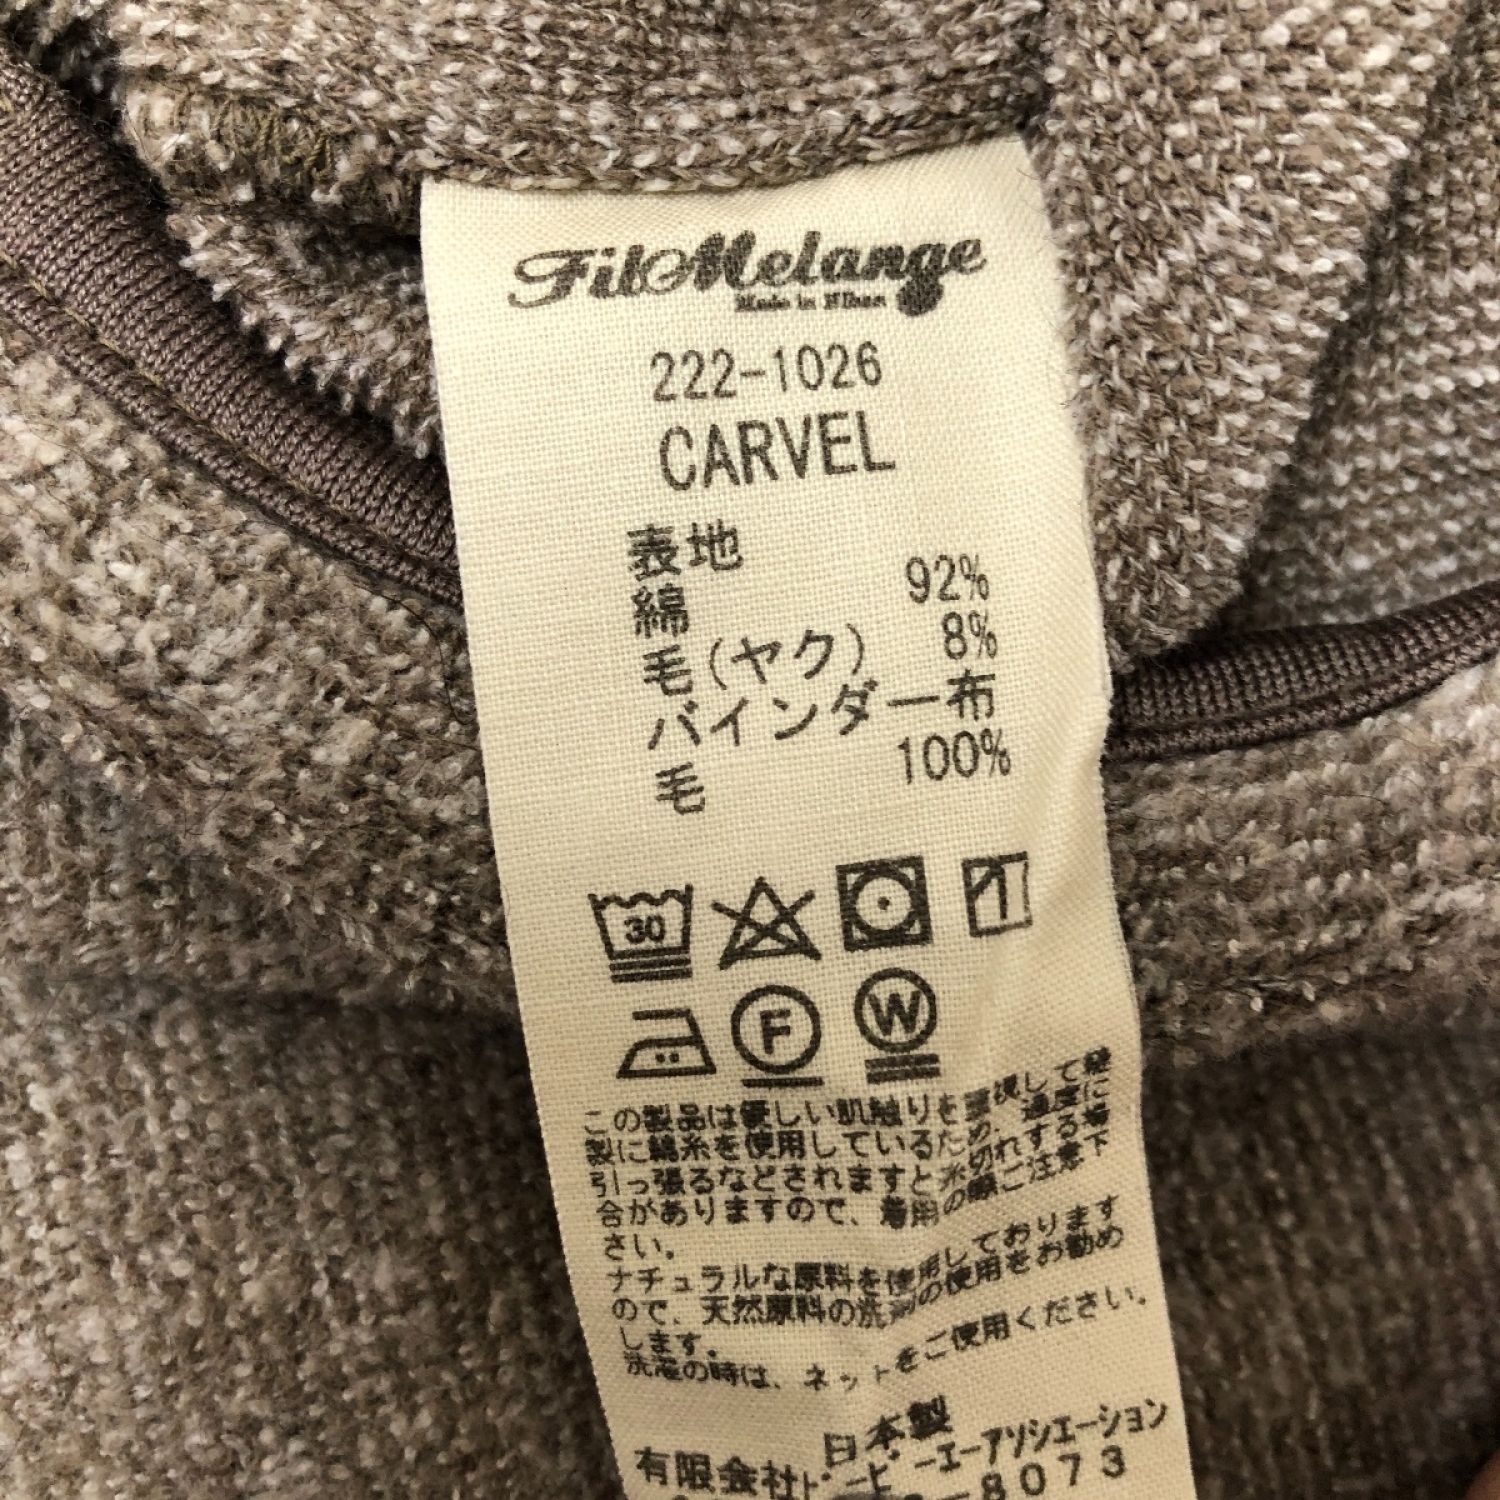 FilMelange
Made in Nihon
222-1026
CARVEL
表地
綿 92%
毛(ヤク) 8%
バインダー布
毛 100%
30
F
W
この製品は優しい肌触りを重視して縫
製に綿糸を使用しているため、過度に
引っ張るなどされますと糸切れする場
合がありますので、着用の際ご注意下
さい。
ナチュラルな原料を使用しております
ので、天然原料の洗剤の使用をお勧め
します。
洗濯の時は、ネットをご使用ください。
日本製
有限会社 ーエーアソシエーション
-8073